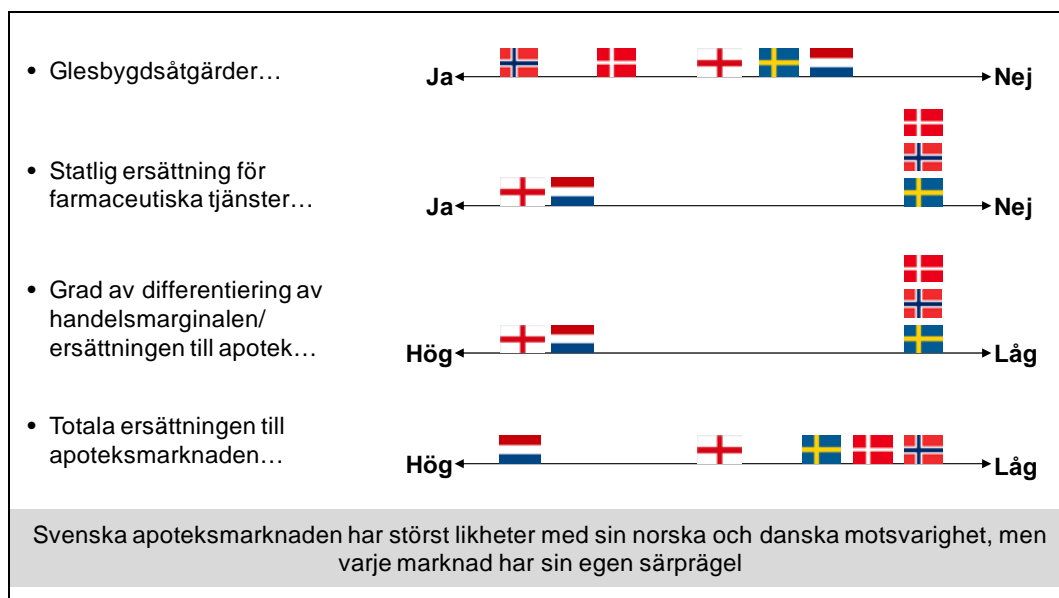 • Glesbygdsåtgärder…
Ja
Nej
• Statlig ersättning för
farmaceutiska tjänster…
Ja
Nej
• Grad av differentiering av
handelsmarginalen/
ersättningen till apotek…
Hög
Låg
• Totala ersättningen till
apoteksmarknaden…
Hög
Låg
Svenska apoteksmarknaden har störst likheter med sin norska och danska motsvarighet, men
varje marknad har sin egen särprägel